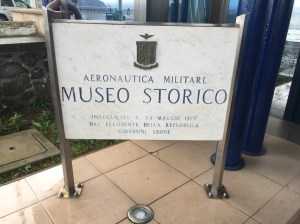 AERONAUTICA MILITARE
MUSEO STORICO
INAUGURATO IL 24 MAGGIO 1977
DAL PRESIDENTE DELLA REPUBBLICA
GIOVANNI LEONE